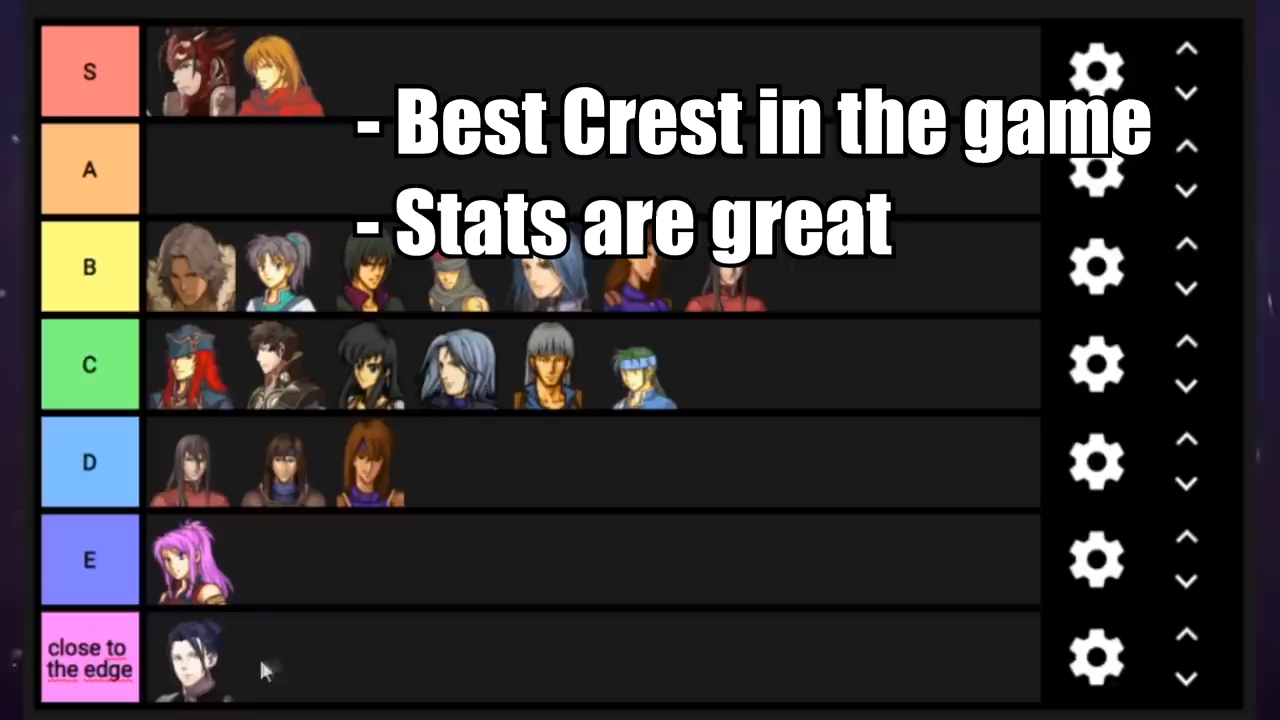 S
- Best Crest in the game
A
- Stats are great
B
C
D
E
close to
the edge